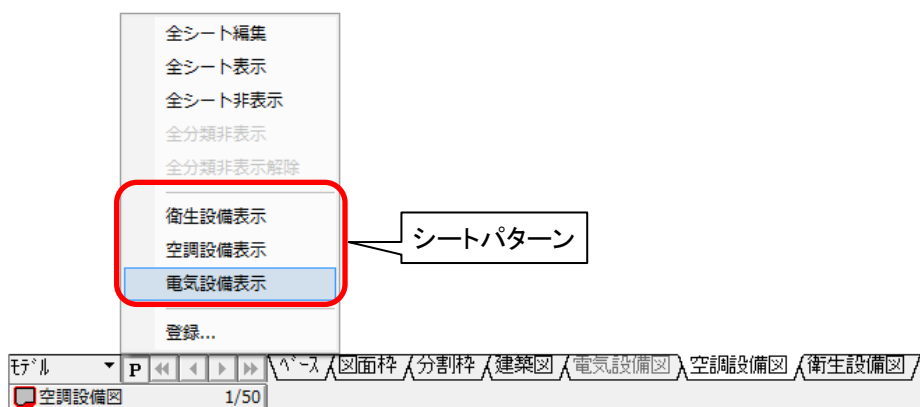 全シート編集
全シート表示
全シート非表示
全分類非表示
全分類非表示解除
衛生設備表示
空調設備表示
電気設備表示
シートパターン
登録...
ﾓﾃﾞﾙ P ﾍﾞｰｽ 図面枠 分割枠 建築図 電気設備図 空調設備図 衛生設備図
空調設備図 1/50